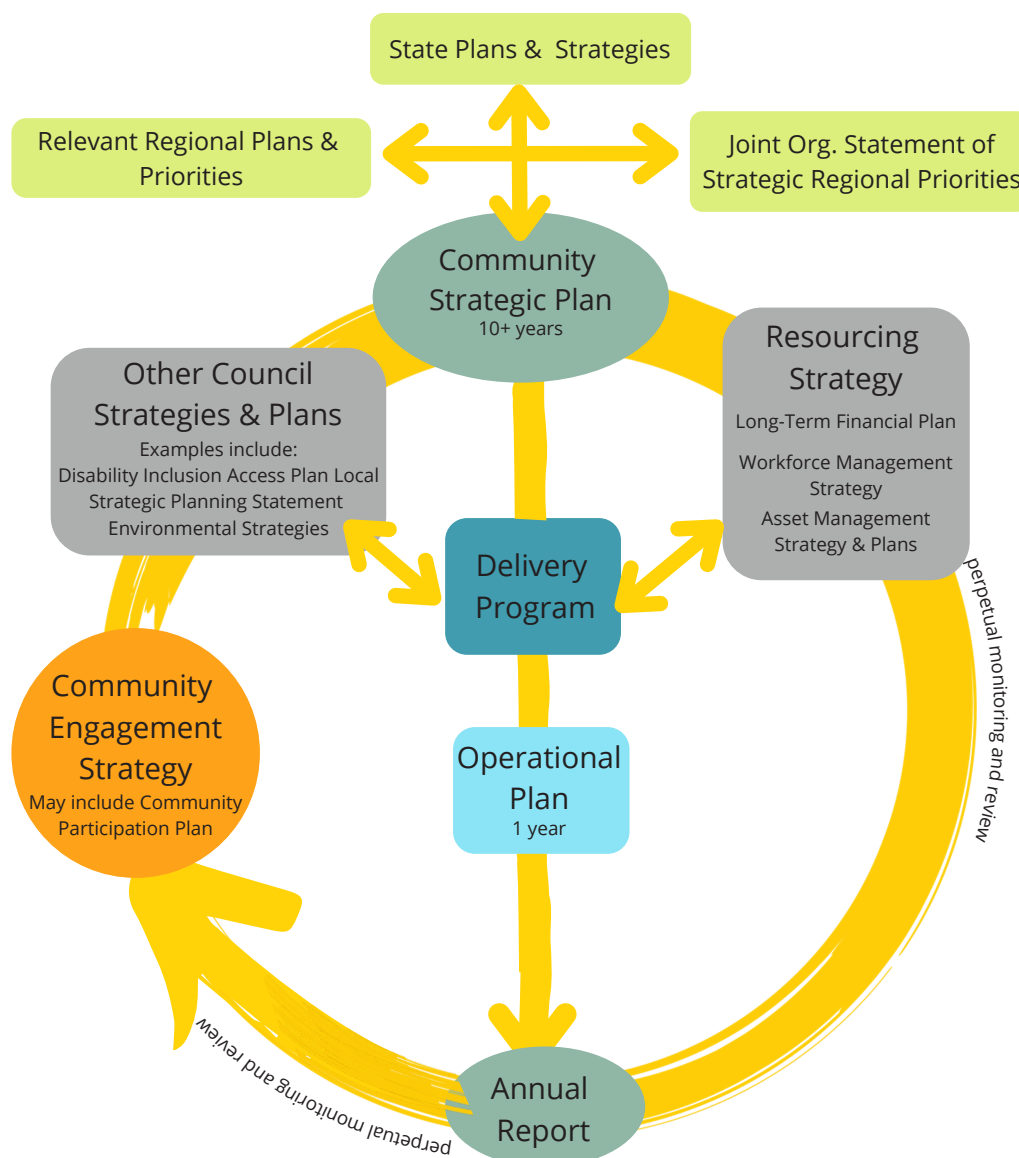 State Plans & Strategies
Relevant Regional Plans &
Priorities
Joint Org. Statement of
Strategic Regional Priorities
Community
Strategic Plan
10+ years
Other Council
Strategies & Plans
Examples include:
Disability Inclusion Access Plan Local
Strategic Planning Statement
Environmental Strategies
Resourcing
Strategy
Long-Term Financial Plan
Workforce Management
Strategy
Asset Management
Strategy & Plans
Delivery
Program
perpetual monitoring and review
Community
Engagement
Strategy
May include Community
Participation Plan
Operational
Plan
1 year
perpetual monitoring and review
Annual
Report